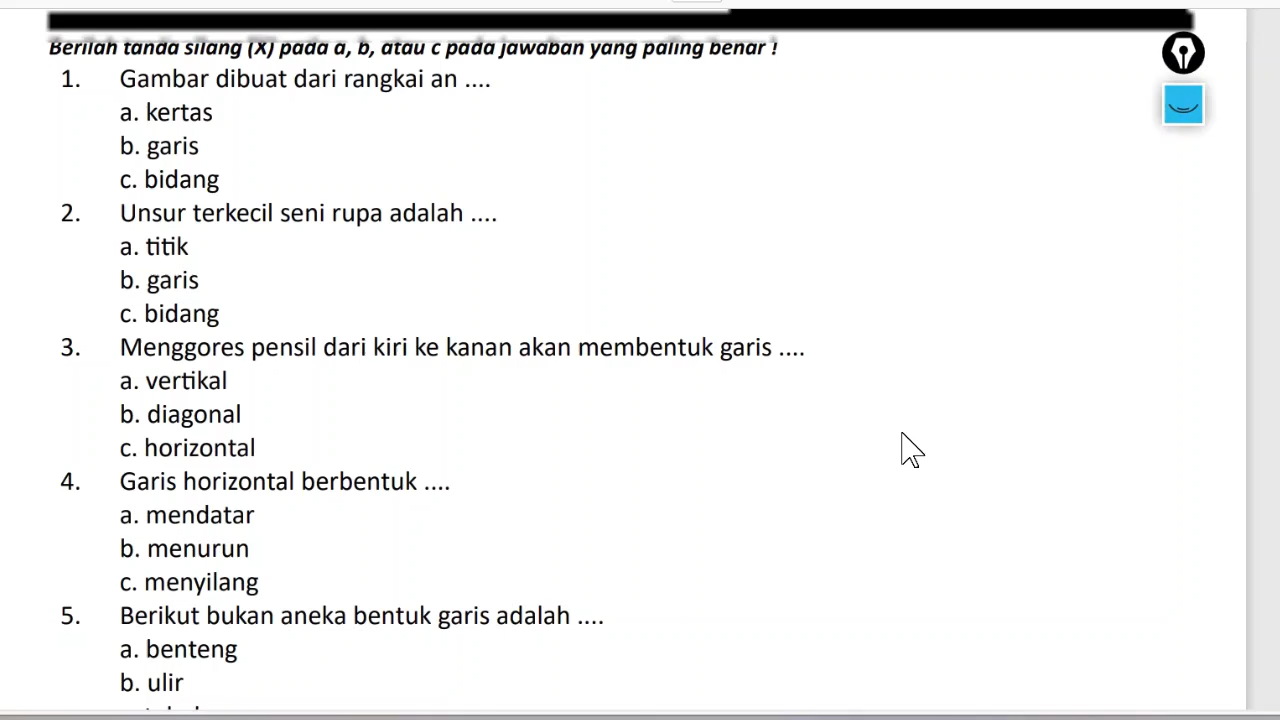 Berilah tanda silang (X) pada a, b, atau c pada jawaban yang paling benar !
1. Gambar dibuat dari rangkai an ....
a. kertas
b. garis
c. bidang
2. Unsur terkecil seni rupa adalah ....
a. titik
b. garis
c. bidang
3. Menggores pensil dari kiri ke kanan akan membentuk garis ....
a. vertikal
b. diagonal
c. horizontal
4. Garis horizontal berbentuk ....
a. mendatar
b. menurun
c. menyilang
5. Berikut bukan aneka bentuk garis adalah ....
a. benteng
b. ulir